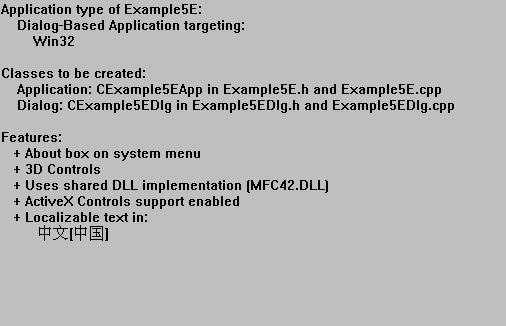 Application type of Example5E:
Dialog-Based Application targeting:
Win32
Classes to be created:
Application: CExample5EApp in Example5E.h and Example5E.cpp
Dialog: CExample5EDlg in Example5EDlg.h and Example5EDlg.cpp
Features:
+ About box on system menu
+ 3D Controls
+ Uses shared DLL implementation (MFC42.DLL)
+ ActiveX Controls support enabled
+ Localizable text in:
中文[中国]